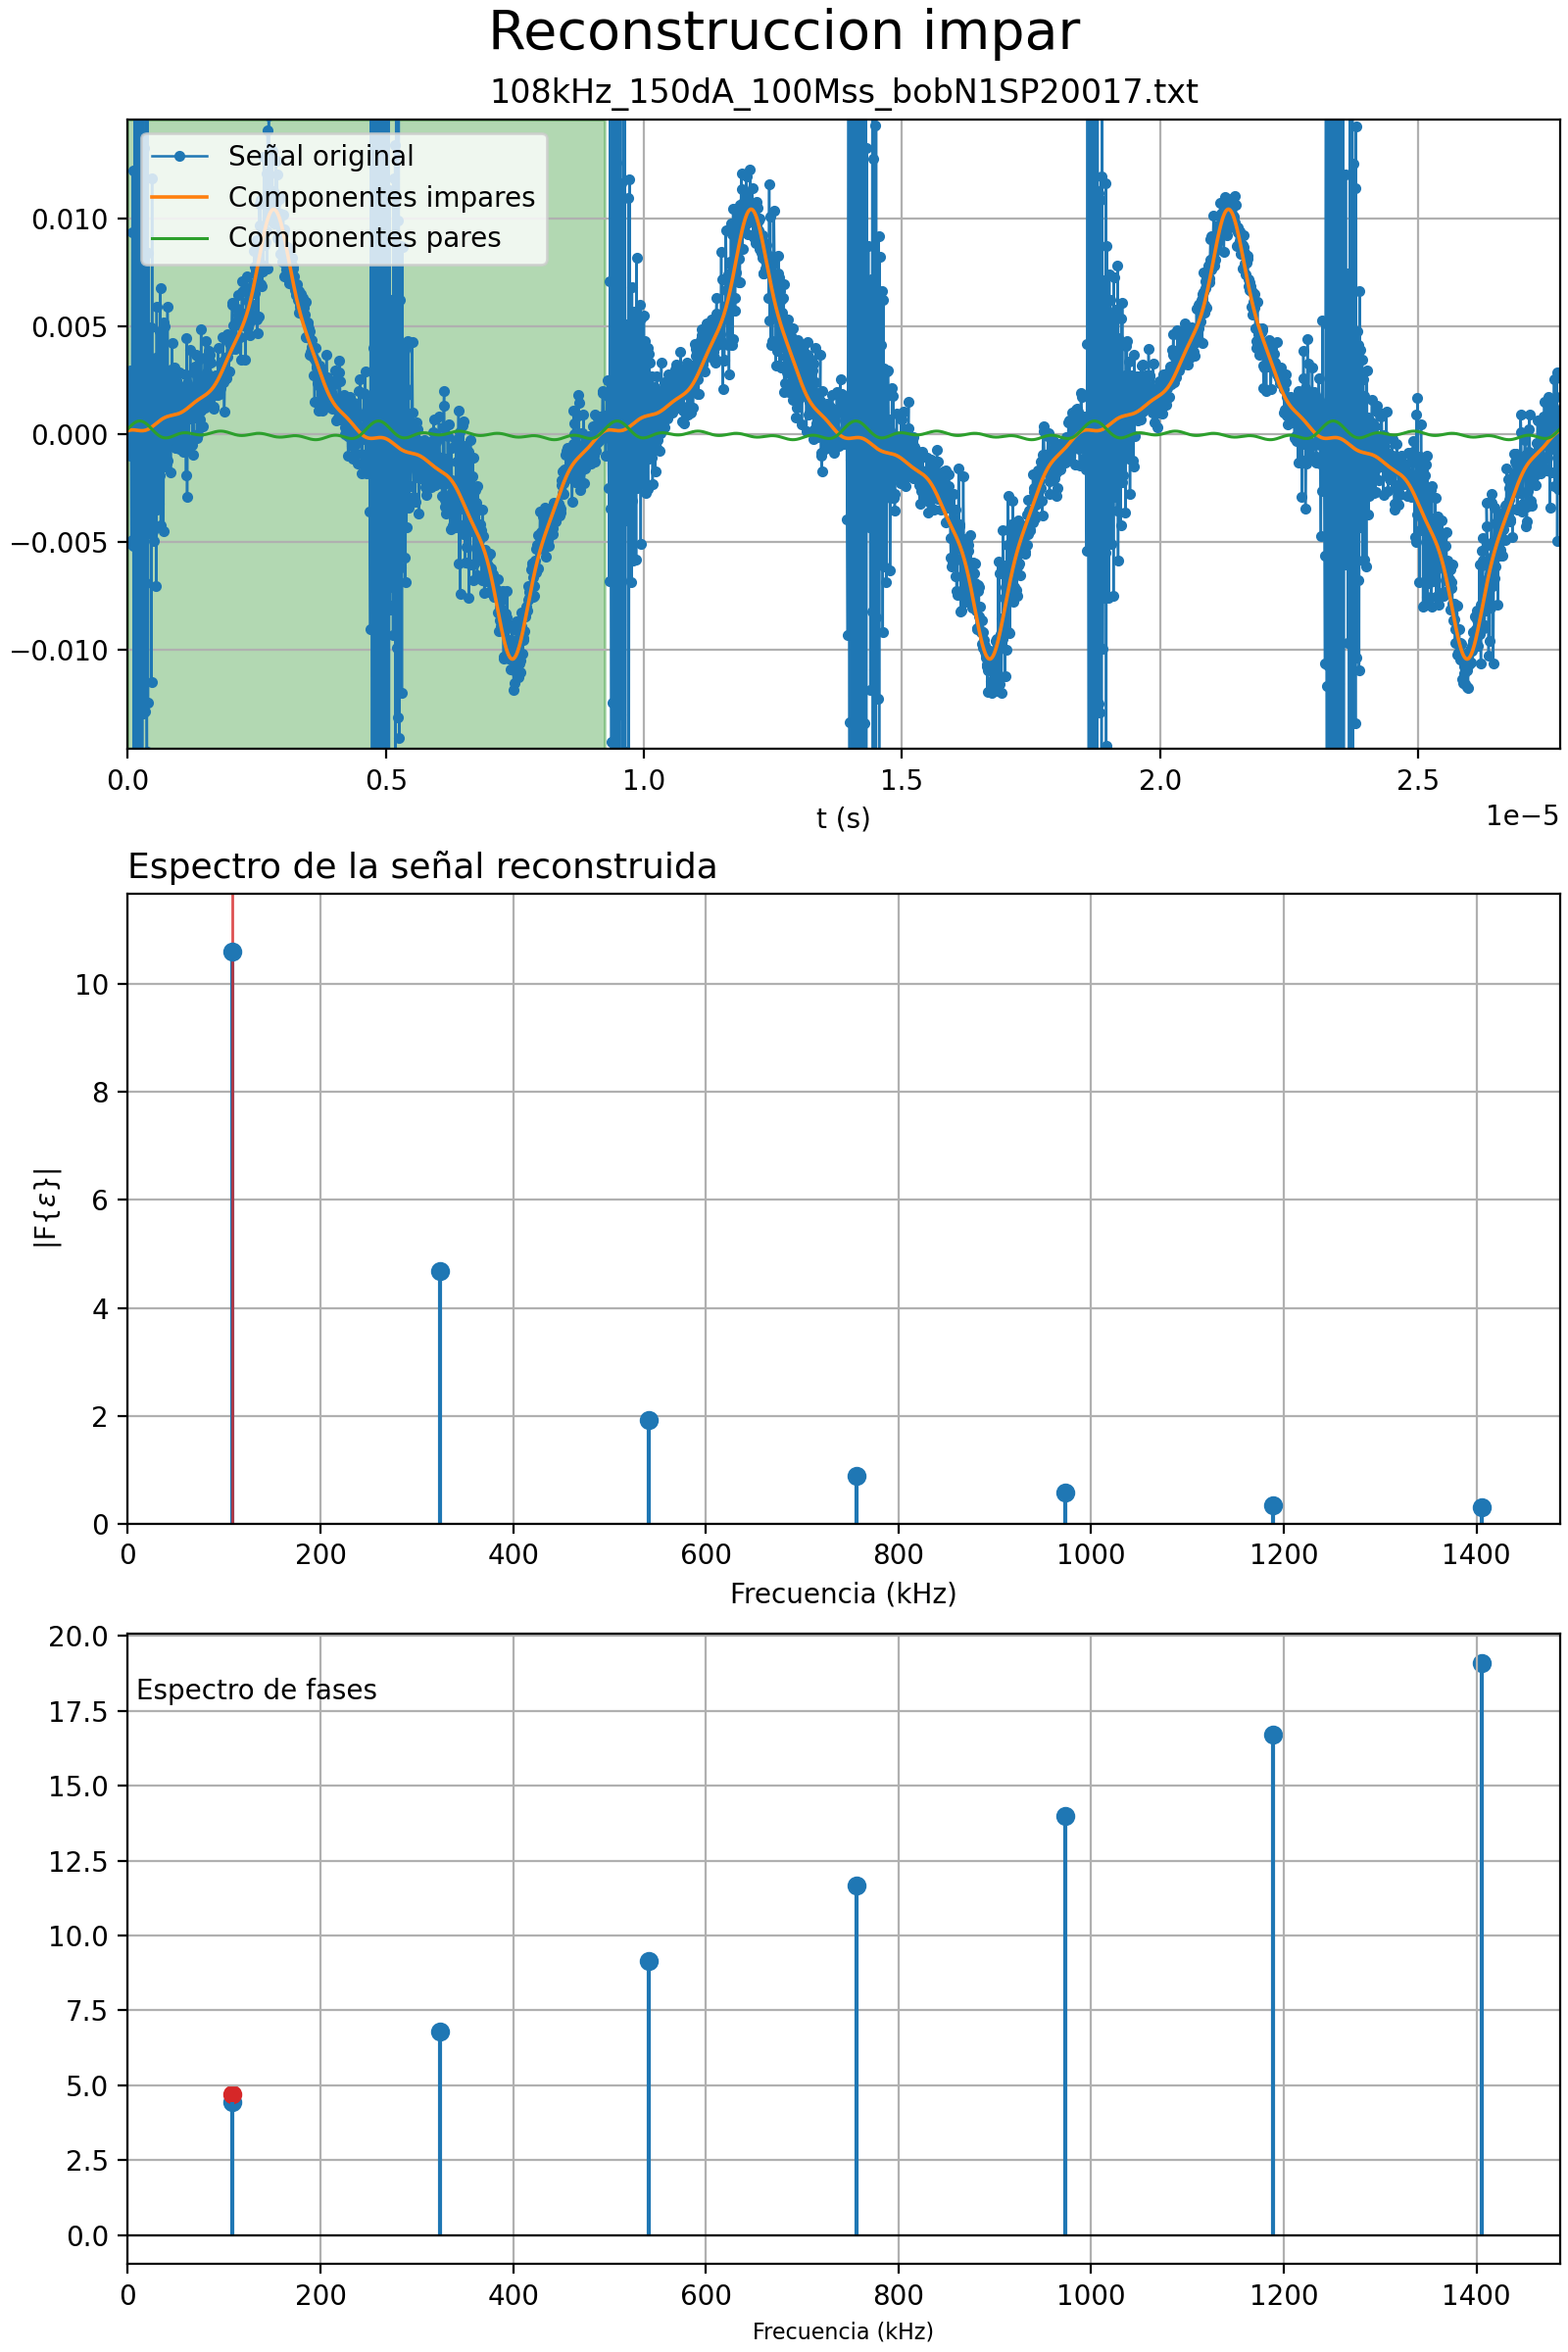 Reconstruccion impar
108kHz_150dA_100Mss_bobN1SP20017.txt
Señal original
Componentes impares
Componentes pares
0.010
0.005
0.000
−0.005
−0.010
0.0 0.5 1.0 1.5 2.0 2.5
1e−5
t (s)
Espectro de la señal reconstruida
|F{ε}|
10
8
6
4
2
0
0 200 400 600 800 1000 1200 1400
Frecuencia (kHz)
Espectro de fases
20.0
17.5
15.0
12.5
10.0
7.5
5.0
2.5
0.0
0 200 400 600 800 1000 1200 1400
Frecuencia (kHz)